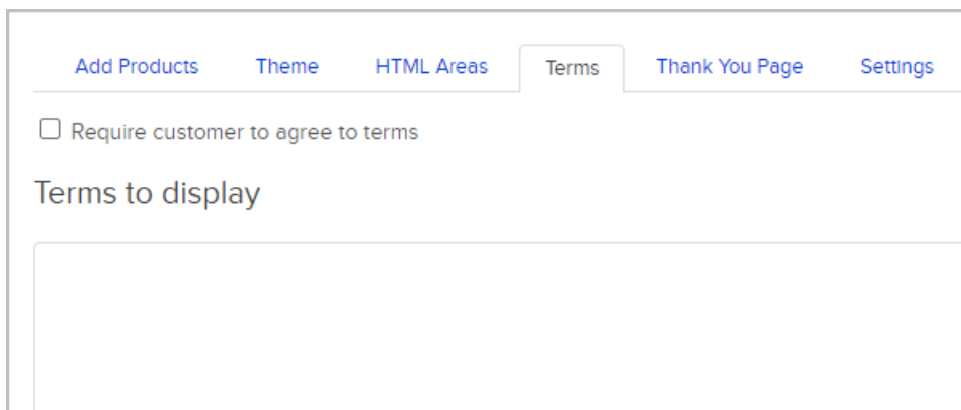 Add Products Theme HTML Areas Terms Thank You Page Settings
Require customer to agree to terms
Terms to display